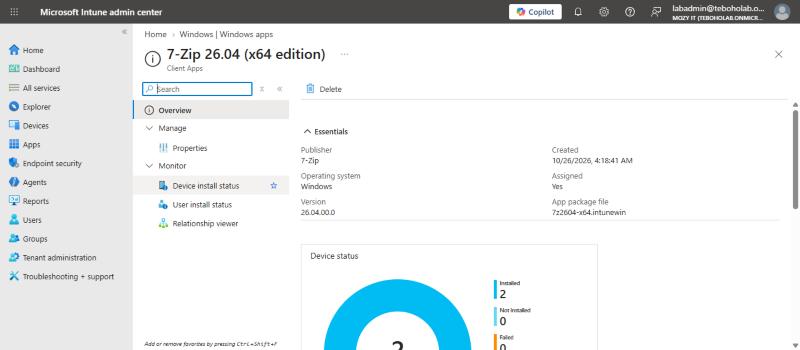 Microsoft Intune admin center
Copilot
labadmin@teboholab.o...
MOZY IT (TEBOHOLAB.ONMICR...
Home
Dashboard
All services
Explorer
Devices
Apps
Endpoint security
Agents
Reports
Users
Groups
Tenant administration
Troubleshooting + support
Home > Windows | Windows apps >
7-Zip 26.04 (x64 edition) ...
Client Apps
Search
Overview
Manage
Properties
Monitor
Device install status
User install status
Relationship viewer
Add or remove favorites by pressing Ctrl+Shift+F
Delete
Essentials
Publisher
7-Zip
Operating system
Windows
Version
26.04.00.0
Created
10/26/2026, 4:18:41 AM
Assigned
Yes
App package file
7z2604-x64.intunewin
Device status
2
Installed
2
Not Installed
0
Failed
0